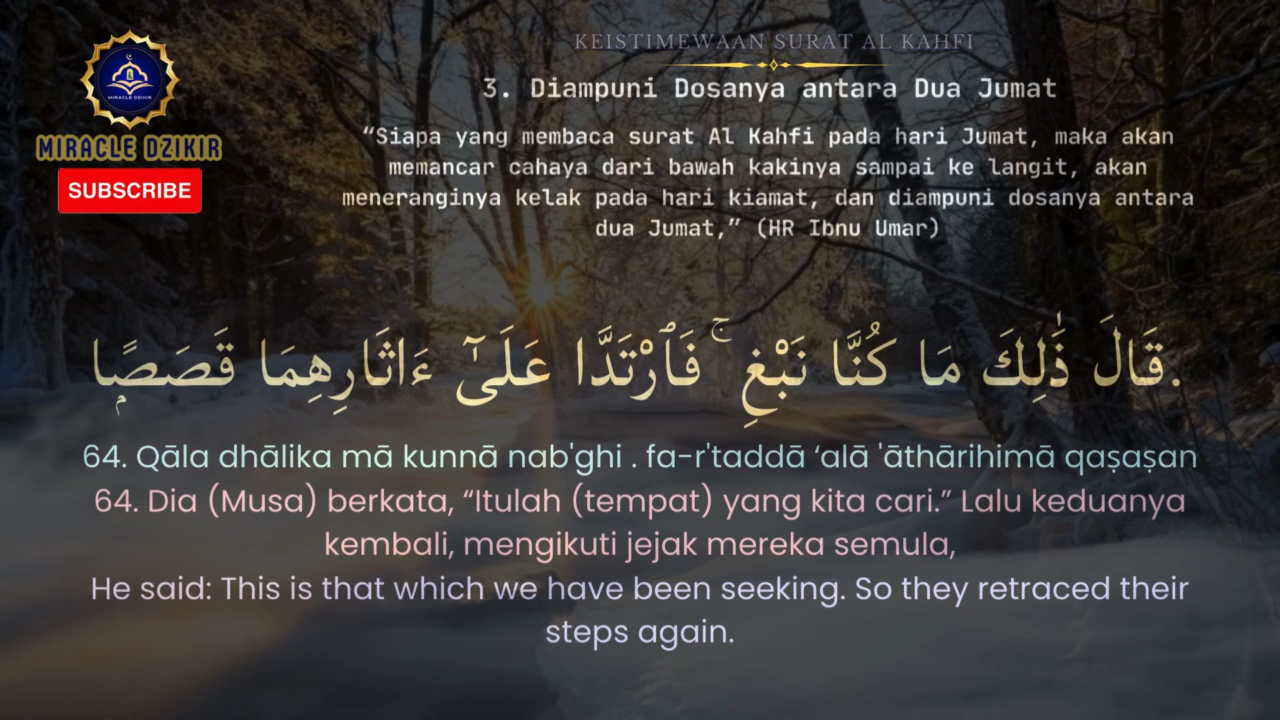 KEISTIMEWAAN SURAT AL KAHFI
3. Diampuni Dosanya antara Dua Jumat
“Siapa yang membaca surat Al Kahfi pada hari Jumat, maka akan
memancar cahaya dari bawah kakinya sampai ke langit, akan
meneranginya kelak pada hari kiamat, dan diampuni dosanya antara
dua Jumat,” (HR Ibnu Umar)
MIRACLE DZIKIR
MIRACLE DZIKIR
SUBSCRIBE
قَالَ ذَٰلِكَ مَا كُنَّا نَبْغِ ۚ فَٱرْتَدَّا عَلَىٰٓ ءَاثَارِهِمَا قَصَصًۭا.
64. Qāla dhālika mā kunnā nab'ghi . fa-r'taddā ‘alā 'āthārihimā qaṣaṣan
64. Dia (Musa) berkata, “Itulah (tempat) yang kita cari.” Lalu keduanya
kembali, mengikuti jejak mereka semula,
He said: This is that which we have been seeking. So they retraced their
steps again.